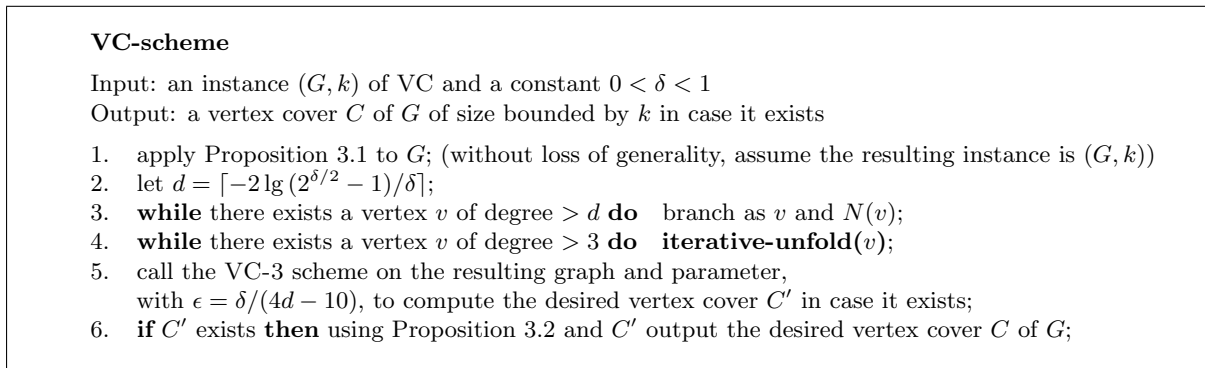 VC-scheme
Input: an instance (G, k) of VC and a constant 0 < δ < 1
Output: a vertex cover C of G of size bounded by k in case it exists
1. apply Proposition 3.1 to G; (without loss of generality, assume the resulting instance is (G, k))
2. let d = ⌈−2 lg (2^{δ/2} − 1)/δ⌉;
3. while there exists a vertex v of degree > d do branch as v and N(v);
4. while there exists a vertex v of degree > 3 do iterative-unfold(v);
5. call the VC-3 scheme on the resulting graph and parameter,
with ϵ = δ/(4d − 10), to compute the desired vertex cover C′ in case it exists;
6. if C′ exists then using Proposition 3.2 and C′ output the desired vertex cover C of G;